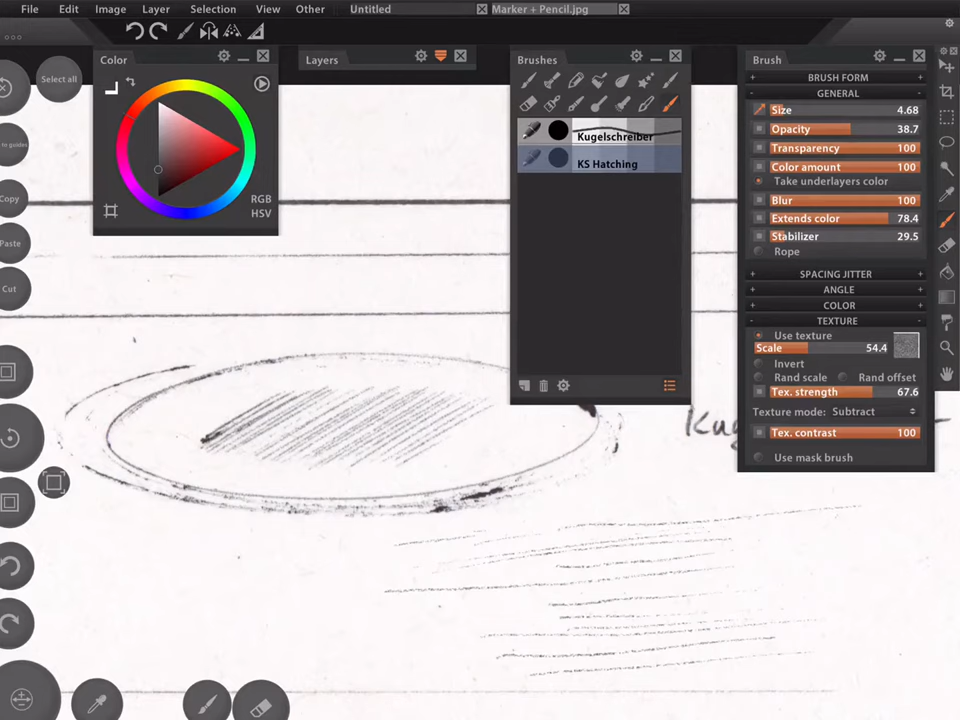 File Edit Image Layer Selection View Other Untitled Marker + Pencil.jpg
Select all
to guides
Copy
Paste
Cut
Color
RGB
HSV
Layers
Brushes
Kugelschreiber
KS Hatching
Brush
BRUSH FORM
GENERAL
Size 4.68
Opacity 38.7
Transparency 100
Color amount 100
Take underlayers color
Blur 100
Extends color 78.4
Stabilizer 29.5
Rope
SPACING JITTER
ANGLE
COLOR
TEXTURE
Use texture
Scale 54.4
Invert
Rand scale Rand offset
Tex. strength 67.6
Texture mode: Subtract
Tex. contrast 100
Use mask brush